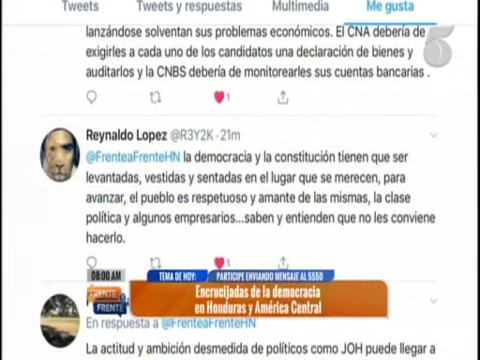 Tweets Tweets y respuestas Multimedia Me gusta
lanzándose solventan sus problemas económicos. El CNA debería de
exigirles a cada uno de los candidatos una declaración de bienes y
auditarlos y la CNBS debería de monitorearles sus cuentas bancarias .
1
5
Reynaldo Lopez @R3Y2K · 21m
@FrenteaFrenteHN la democracia y la constitución tienen que ser
levantadas, vestidas y sentadas en el lugar que se merecen, para
avanzar, el pueblo es respetuoso y amante de las mismas, la clase
política y algunos empresarios...saben y entienden que no les conviene
hacerlo.
1
08:00 AM TEMA DE HOY: PARTICIPE ENVIANDO MENSAJE AL 5550
FRENTE a FRENTE
Encrucijadas de la democracia
en Honduras y América Central
En respuesta a @FrenteaFrenteHN
La actitud y ambición desmedida de políticos como JOH puede llegar a